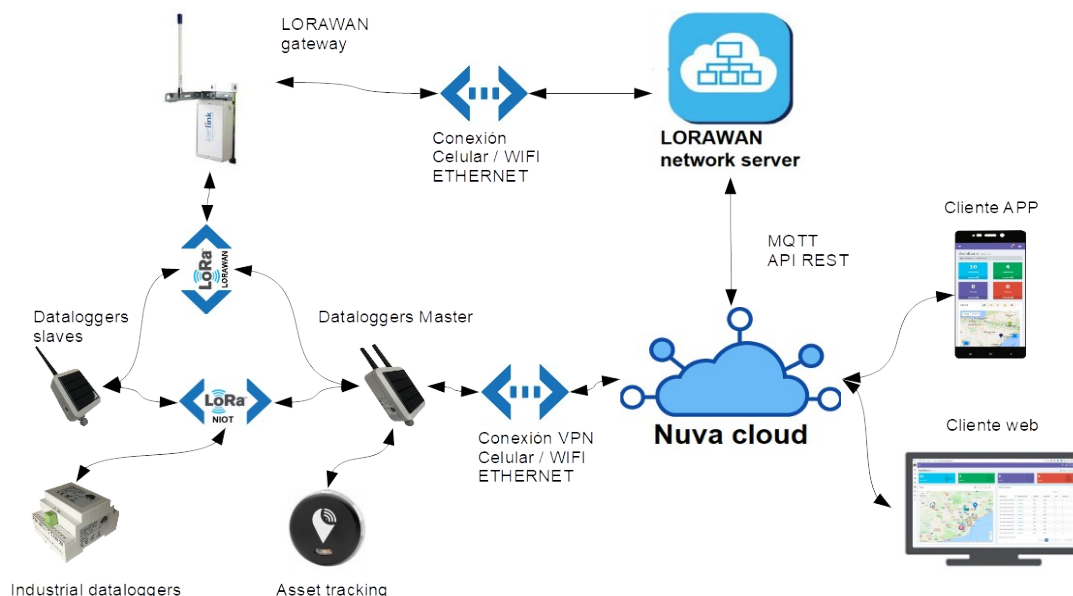 LORAWAN
gateway
Conexión
Celular / WIFI
ETHERNET
LORAWAN
network server
Cliente APP
MQTT
API REST
LoRa
LORAWAN
Dataloggers
slaves
Dataloggers Master
LoRa
NIOT
Conexión VPN
Celular / WIFI
ETHERNET
Nuva cloud
Cliente web
Industrial dataloggers
Asset tracking